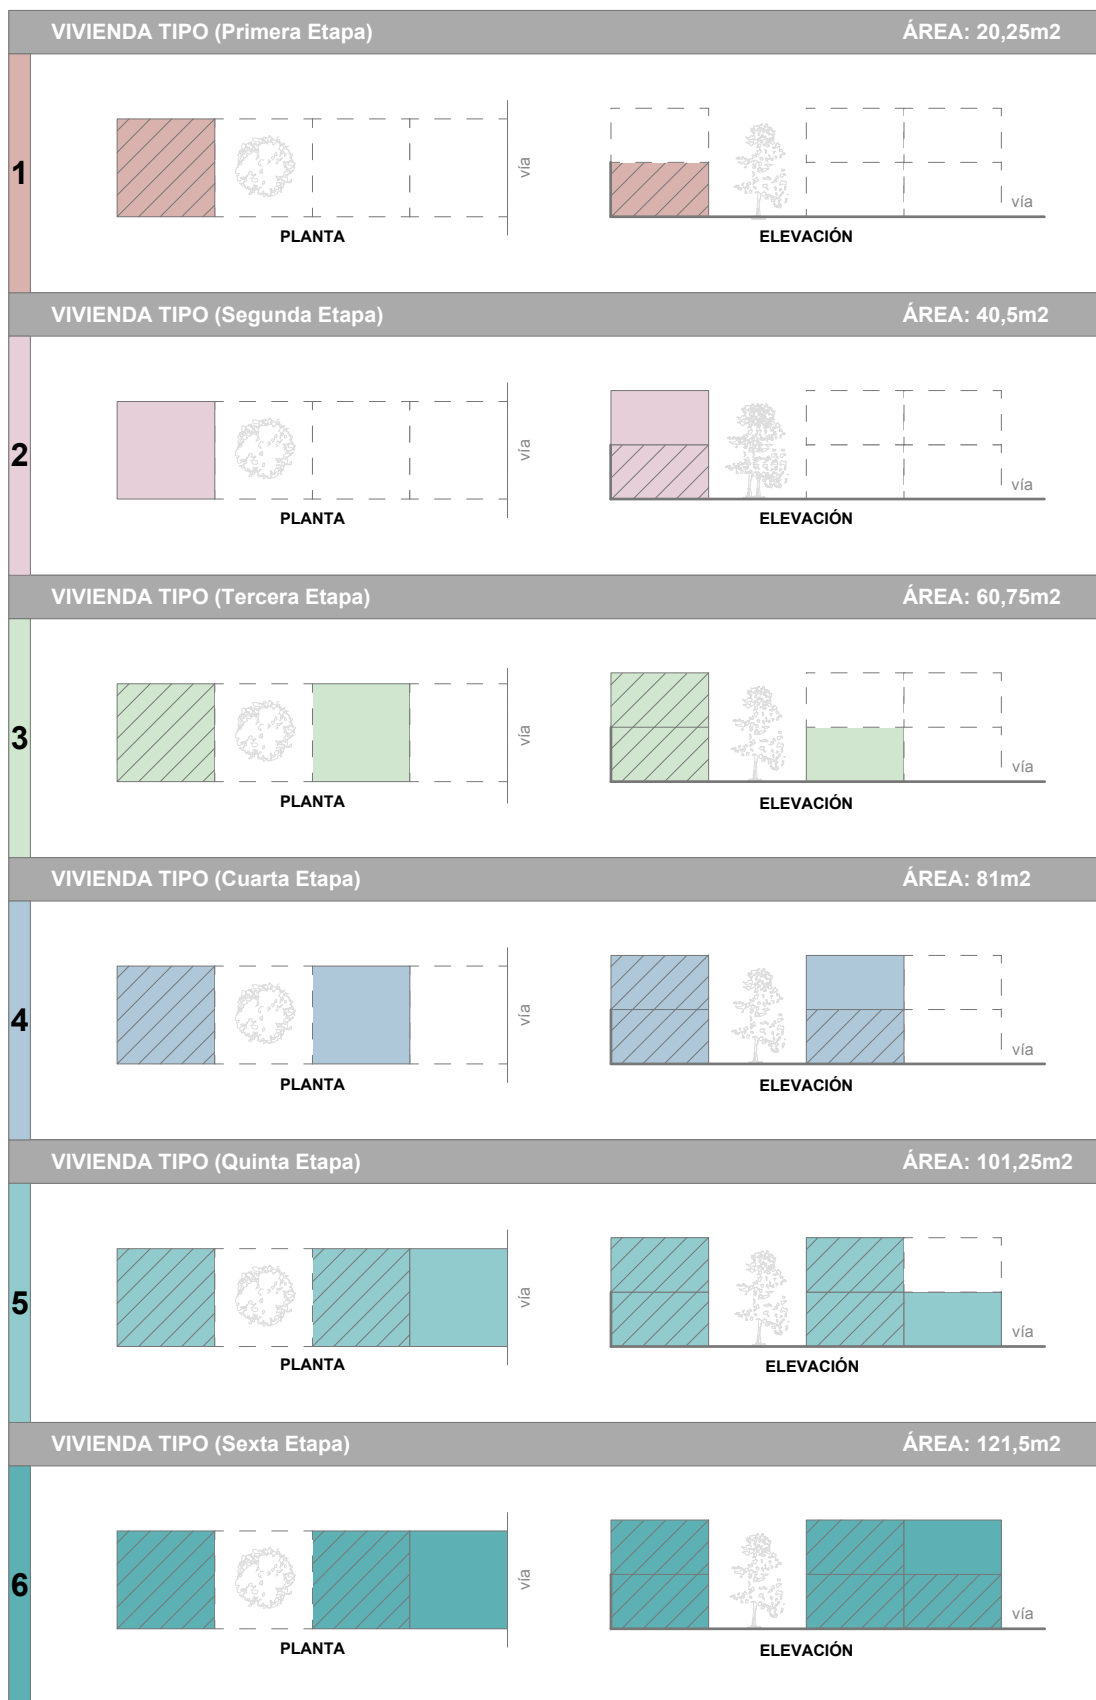 VIVIENDA TIPO (Primera Etapa) ÁREA: 20,25m2
1
vía
vía
PLANTA
ELEVACIÓN
VIVIENDA TIPO (Segunda Etapa) ÁREA: 40,5m2
2
vía
vía
PLANTA
ELEVACIÓN
VIVIENDA TIPO (Tercera Etapa) ÁREA: 60,75m2
3
vía
vía
PLANTA
ELEVACIÓN
VIVIENDA TIPO (Cuarta Etapa) ÁREA: 81m2
4
vía
vía
PLANTA
ELEVACIÓN
VIVIENDA TIPO (Quinta Etapa) ÁREA: 101,25m2
5
vía
vía
PLANTA
ELEVACIÓN
VIVIENDA TIPO (Sexta Etapa) ÁREA: 121,5m2
6
vía
vía
PLANTA
ELEVACIÓN